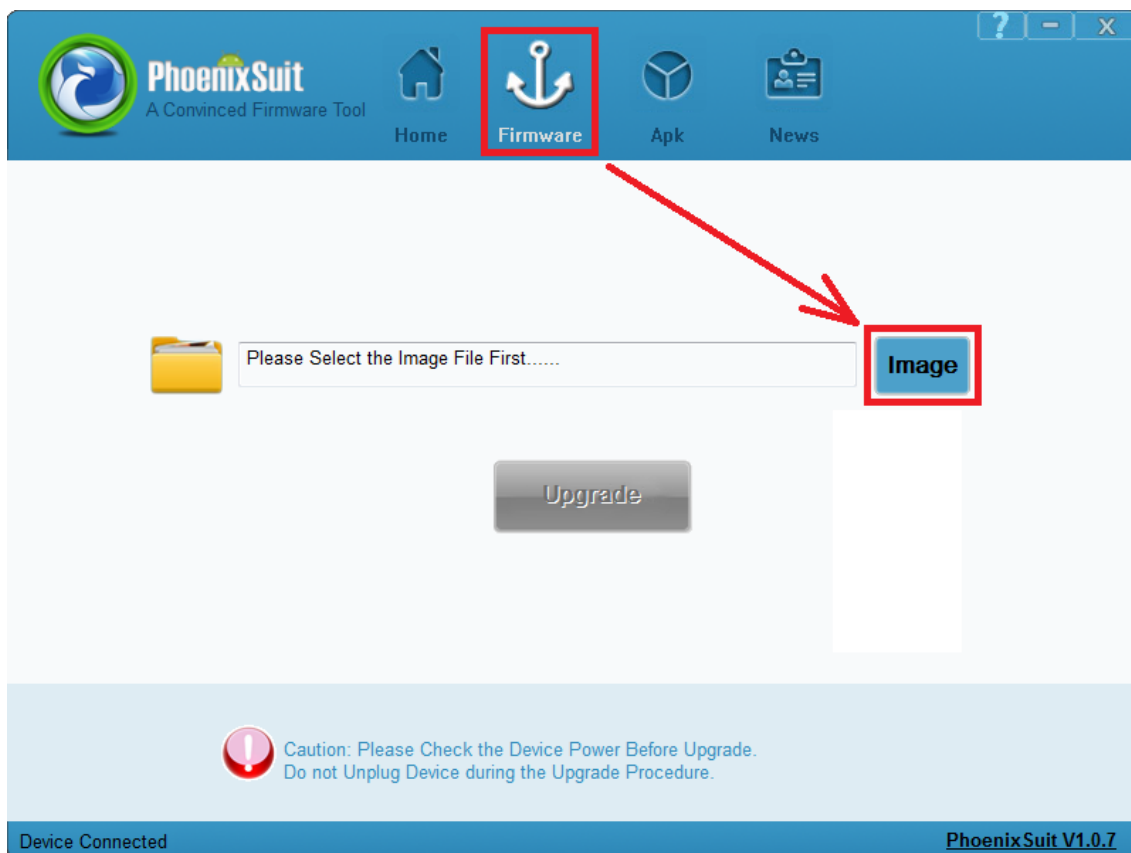 ? - X
PhoenixSuit
A Convinced Firmware Tool
Home
Firmware
Apk
News
Please Select the Image File First......
Image
Upgrade
Caution: Please Check the Device Power Before Upgrade.
Do not Unplug Device during the Upgrade Procedure.
Device Connected
PhoenixSuit V1.0.7